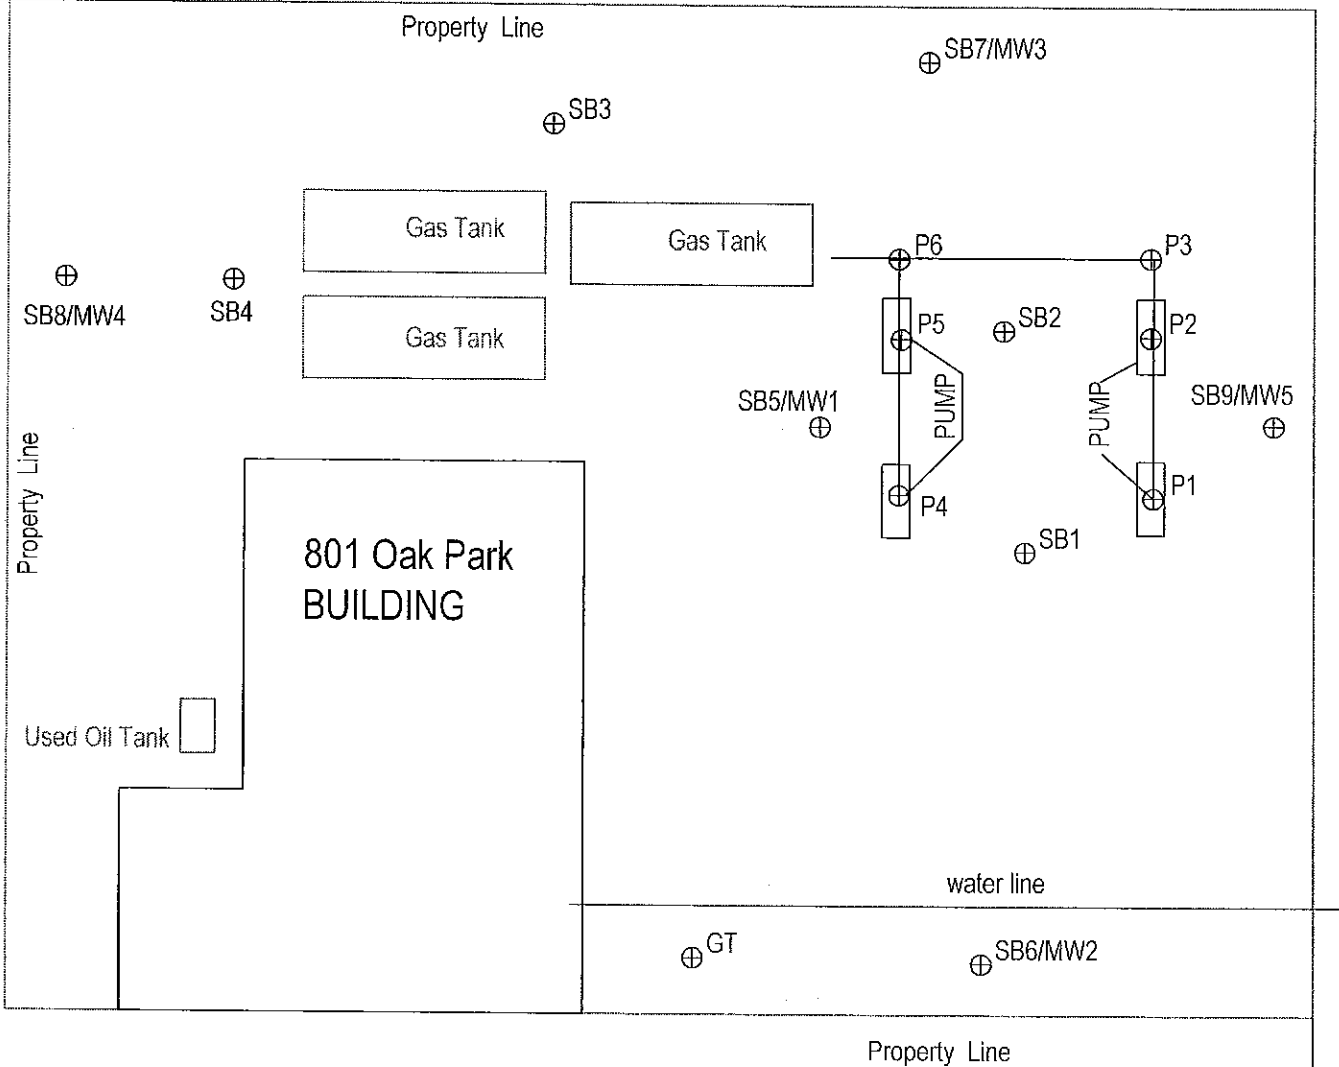 Property Line
SB7/MW3
SB3
Gas Tank
Gas Tank
P6
P3
SB8/MW4
SB4
Gas Tank
P5
SB2
P2
SB5/MW1
PUMP
PUMP
SB9/MW5
Property Line
P4
P1
801 Oak Park
BUILDING
SB1
Used Oil Tank
water line
GT
SB6/MW2
Property Line